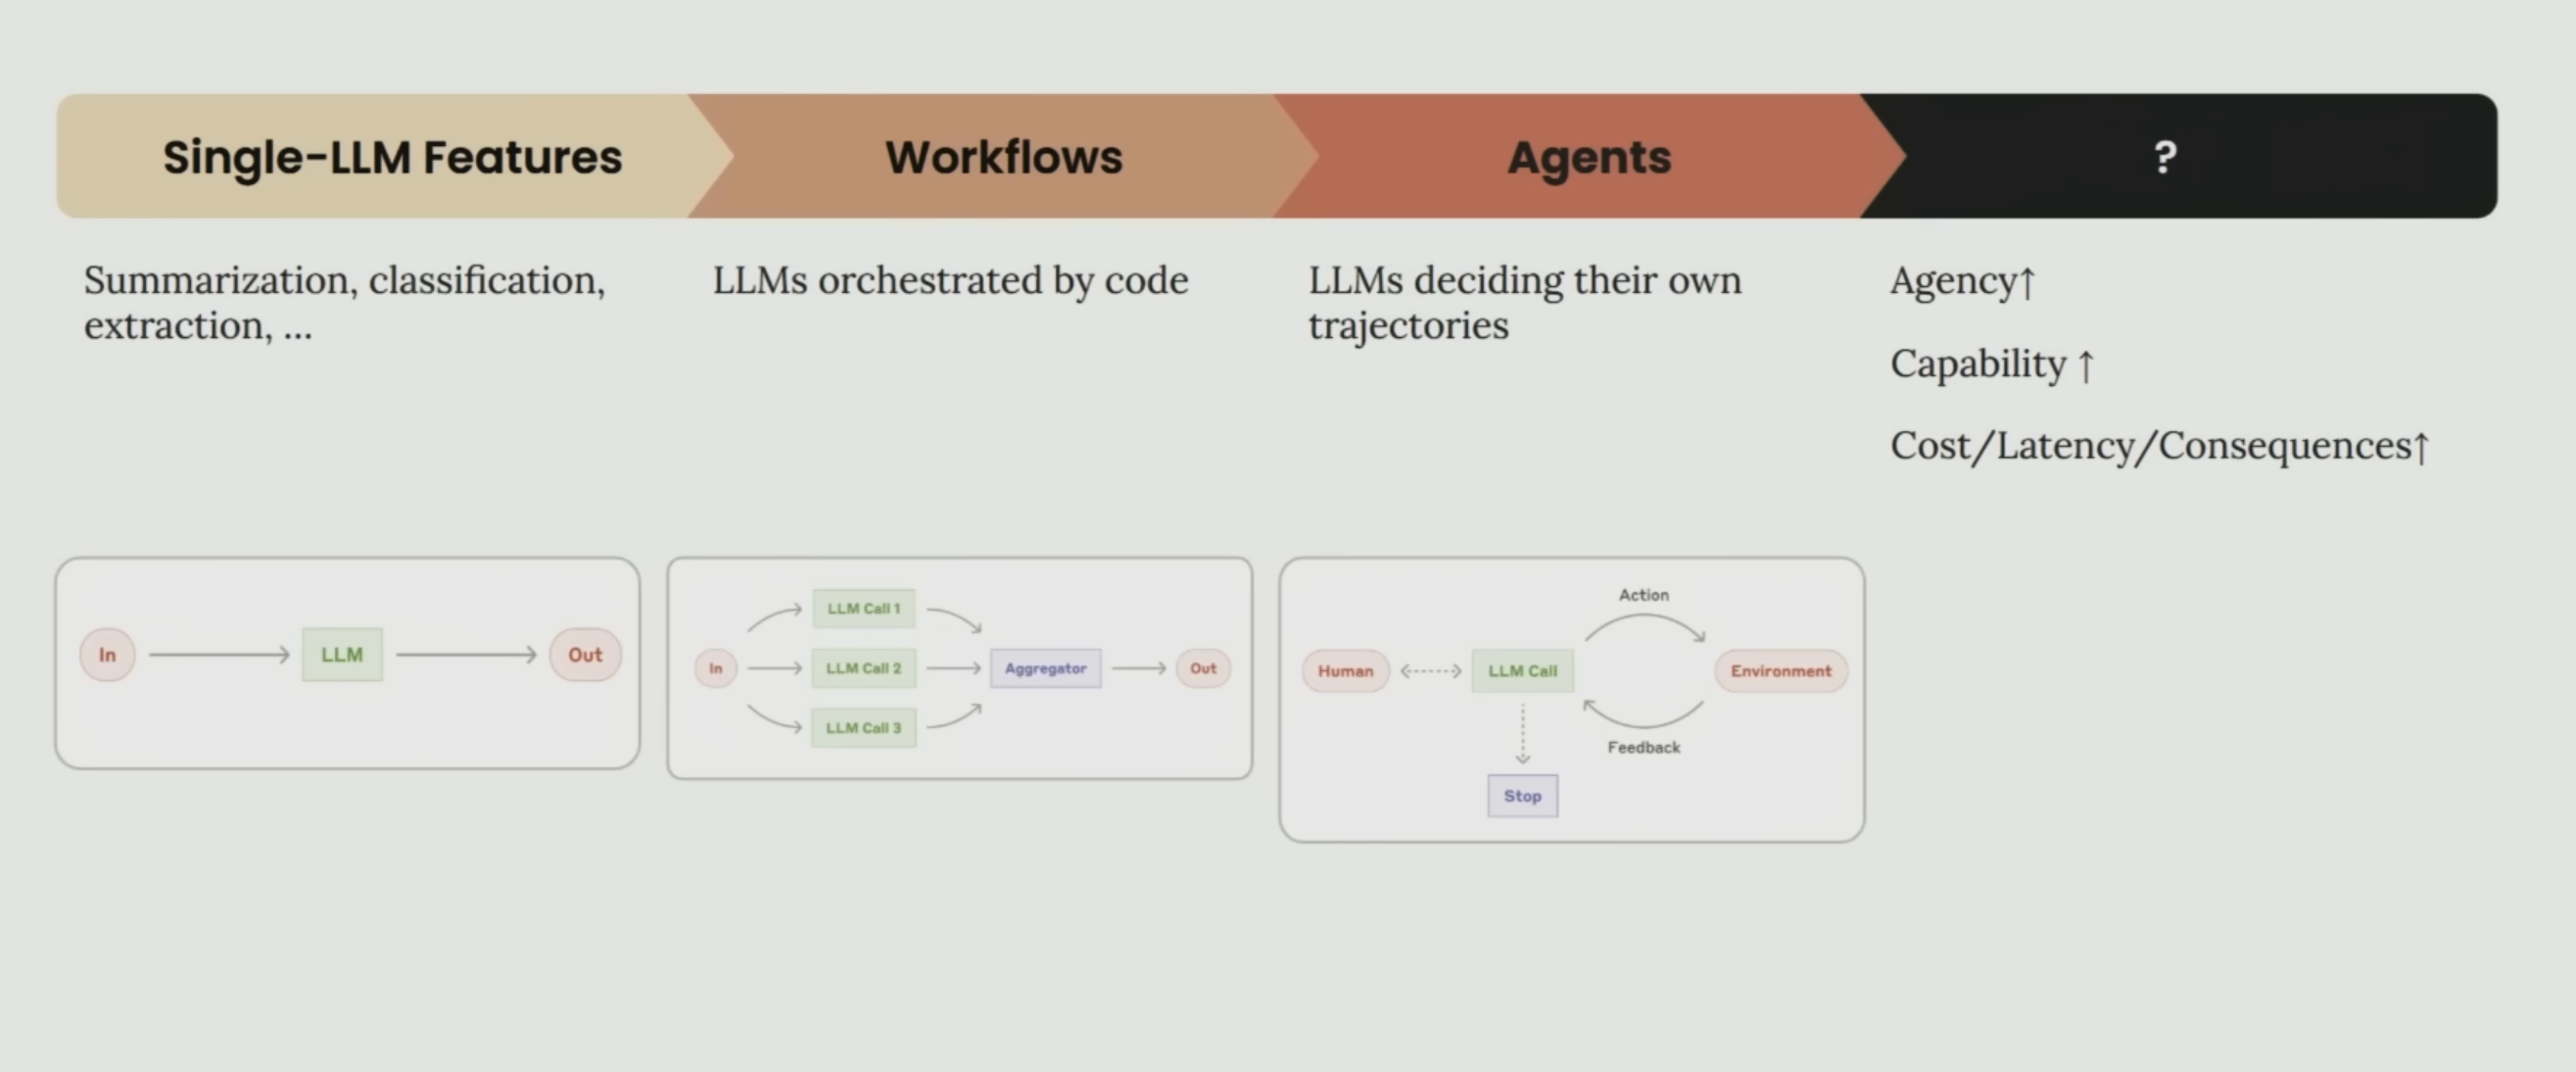 Single-LLM Features
Workflows
Agents
?
Summarization, classification,
extraction, ...
LLMs orchestrated by code
LLMs deciding their own
trajectories
Agency↑
Capability ↑
Cost/Latency/Consequences↑
In
LLM
Out
In
LLM Call 1
LLM Call 2
LLM Call 3
Aggregator
Out
Human
LLM Call
Action
Environment
Feedback
Stop